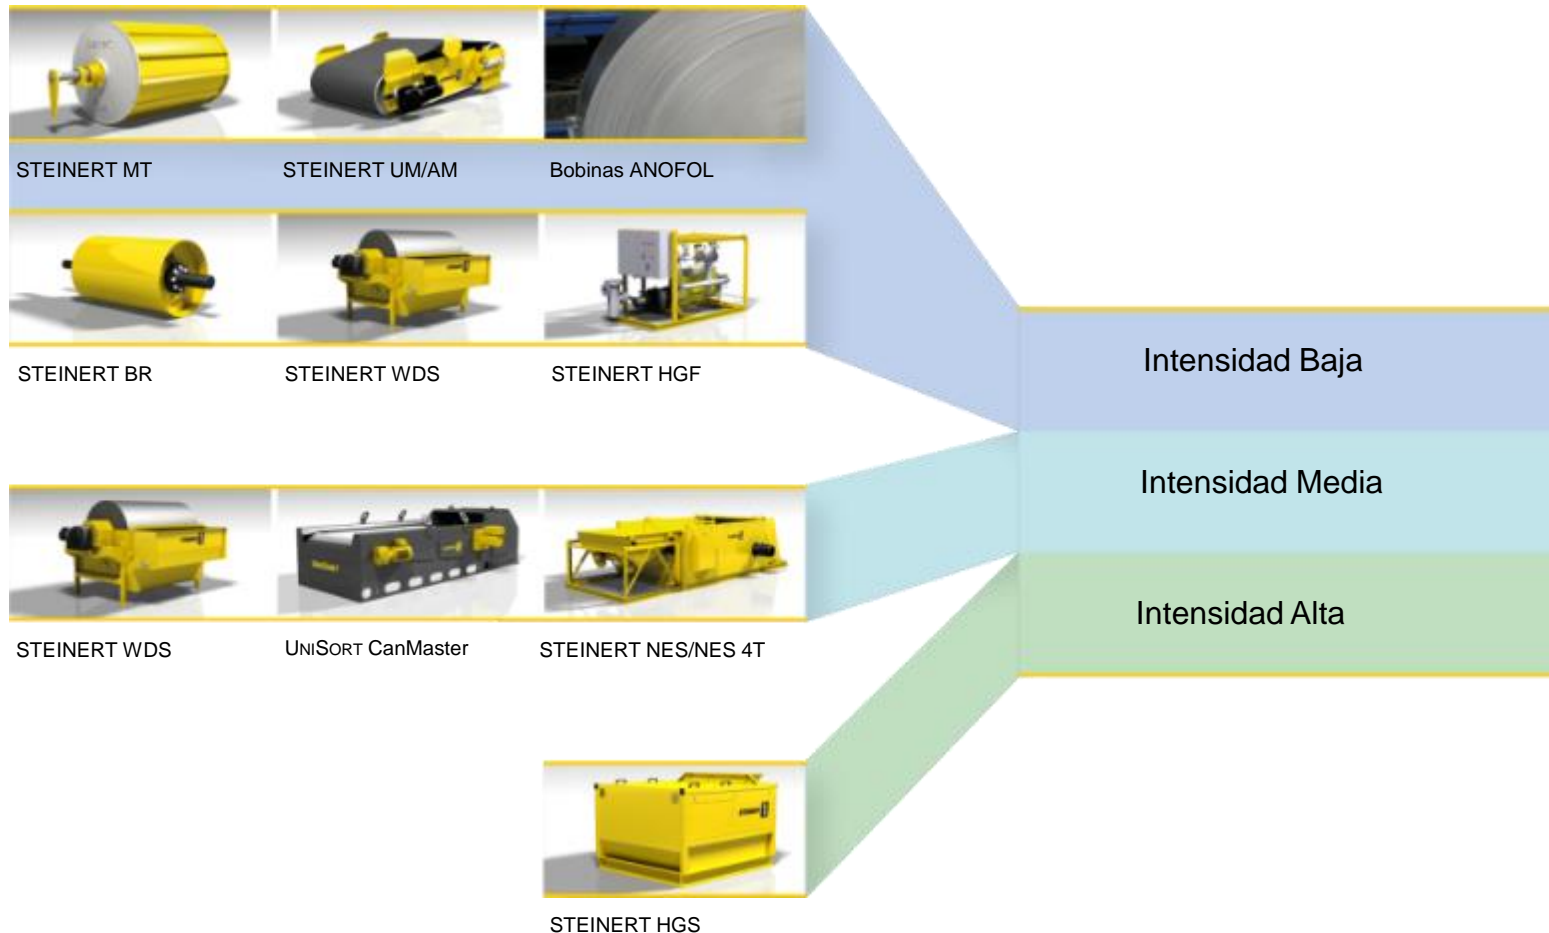 STEINERT MT
STEINERT UM/AM
Bobinas ANOFOL
STEINERT BR
STEINERT WDS
STEINERT HGF
Intensidad Baja
Intensidad Media
Intensidad Alta
STEINERT WDS
UNISORT CanMaster
STEINERT NES/NES 4T
STEINERT HGS